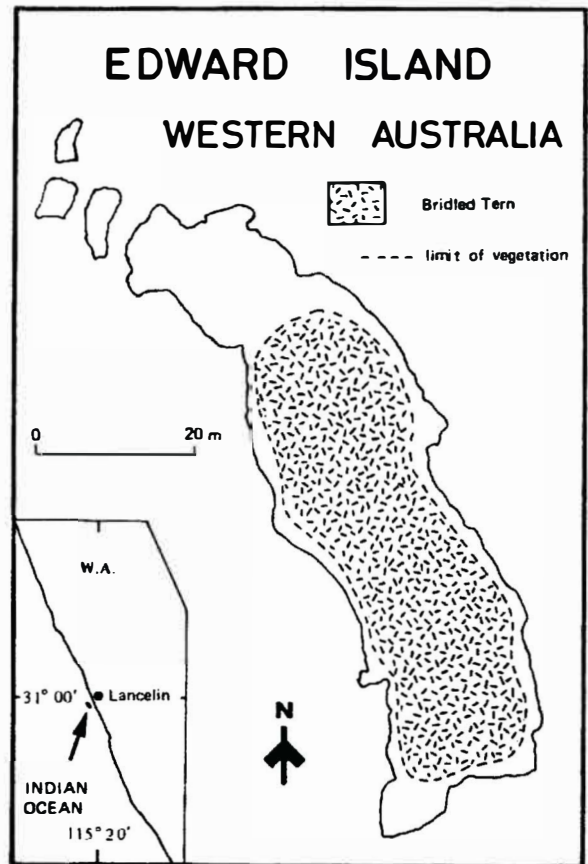 EDWARD ISLAND
WESTERN AUSTRALIA
Bridled Tern
limit of vegetation
0 20 m
W.A.
31° 00' Lancelin
N
INDIAN
OCEAN
115° 20'